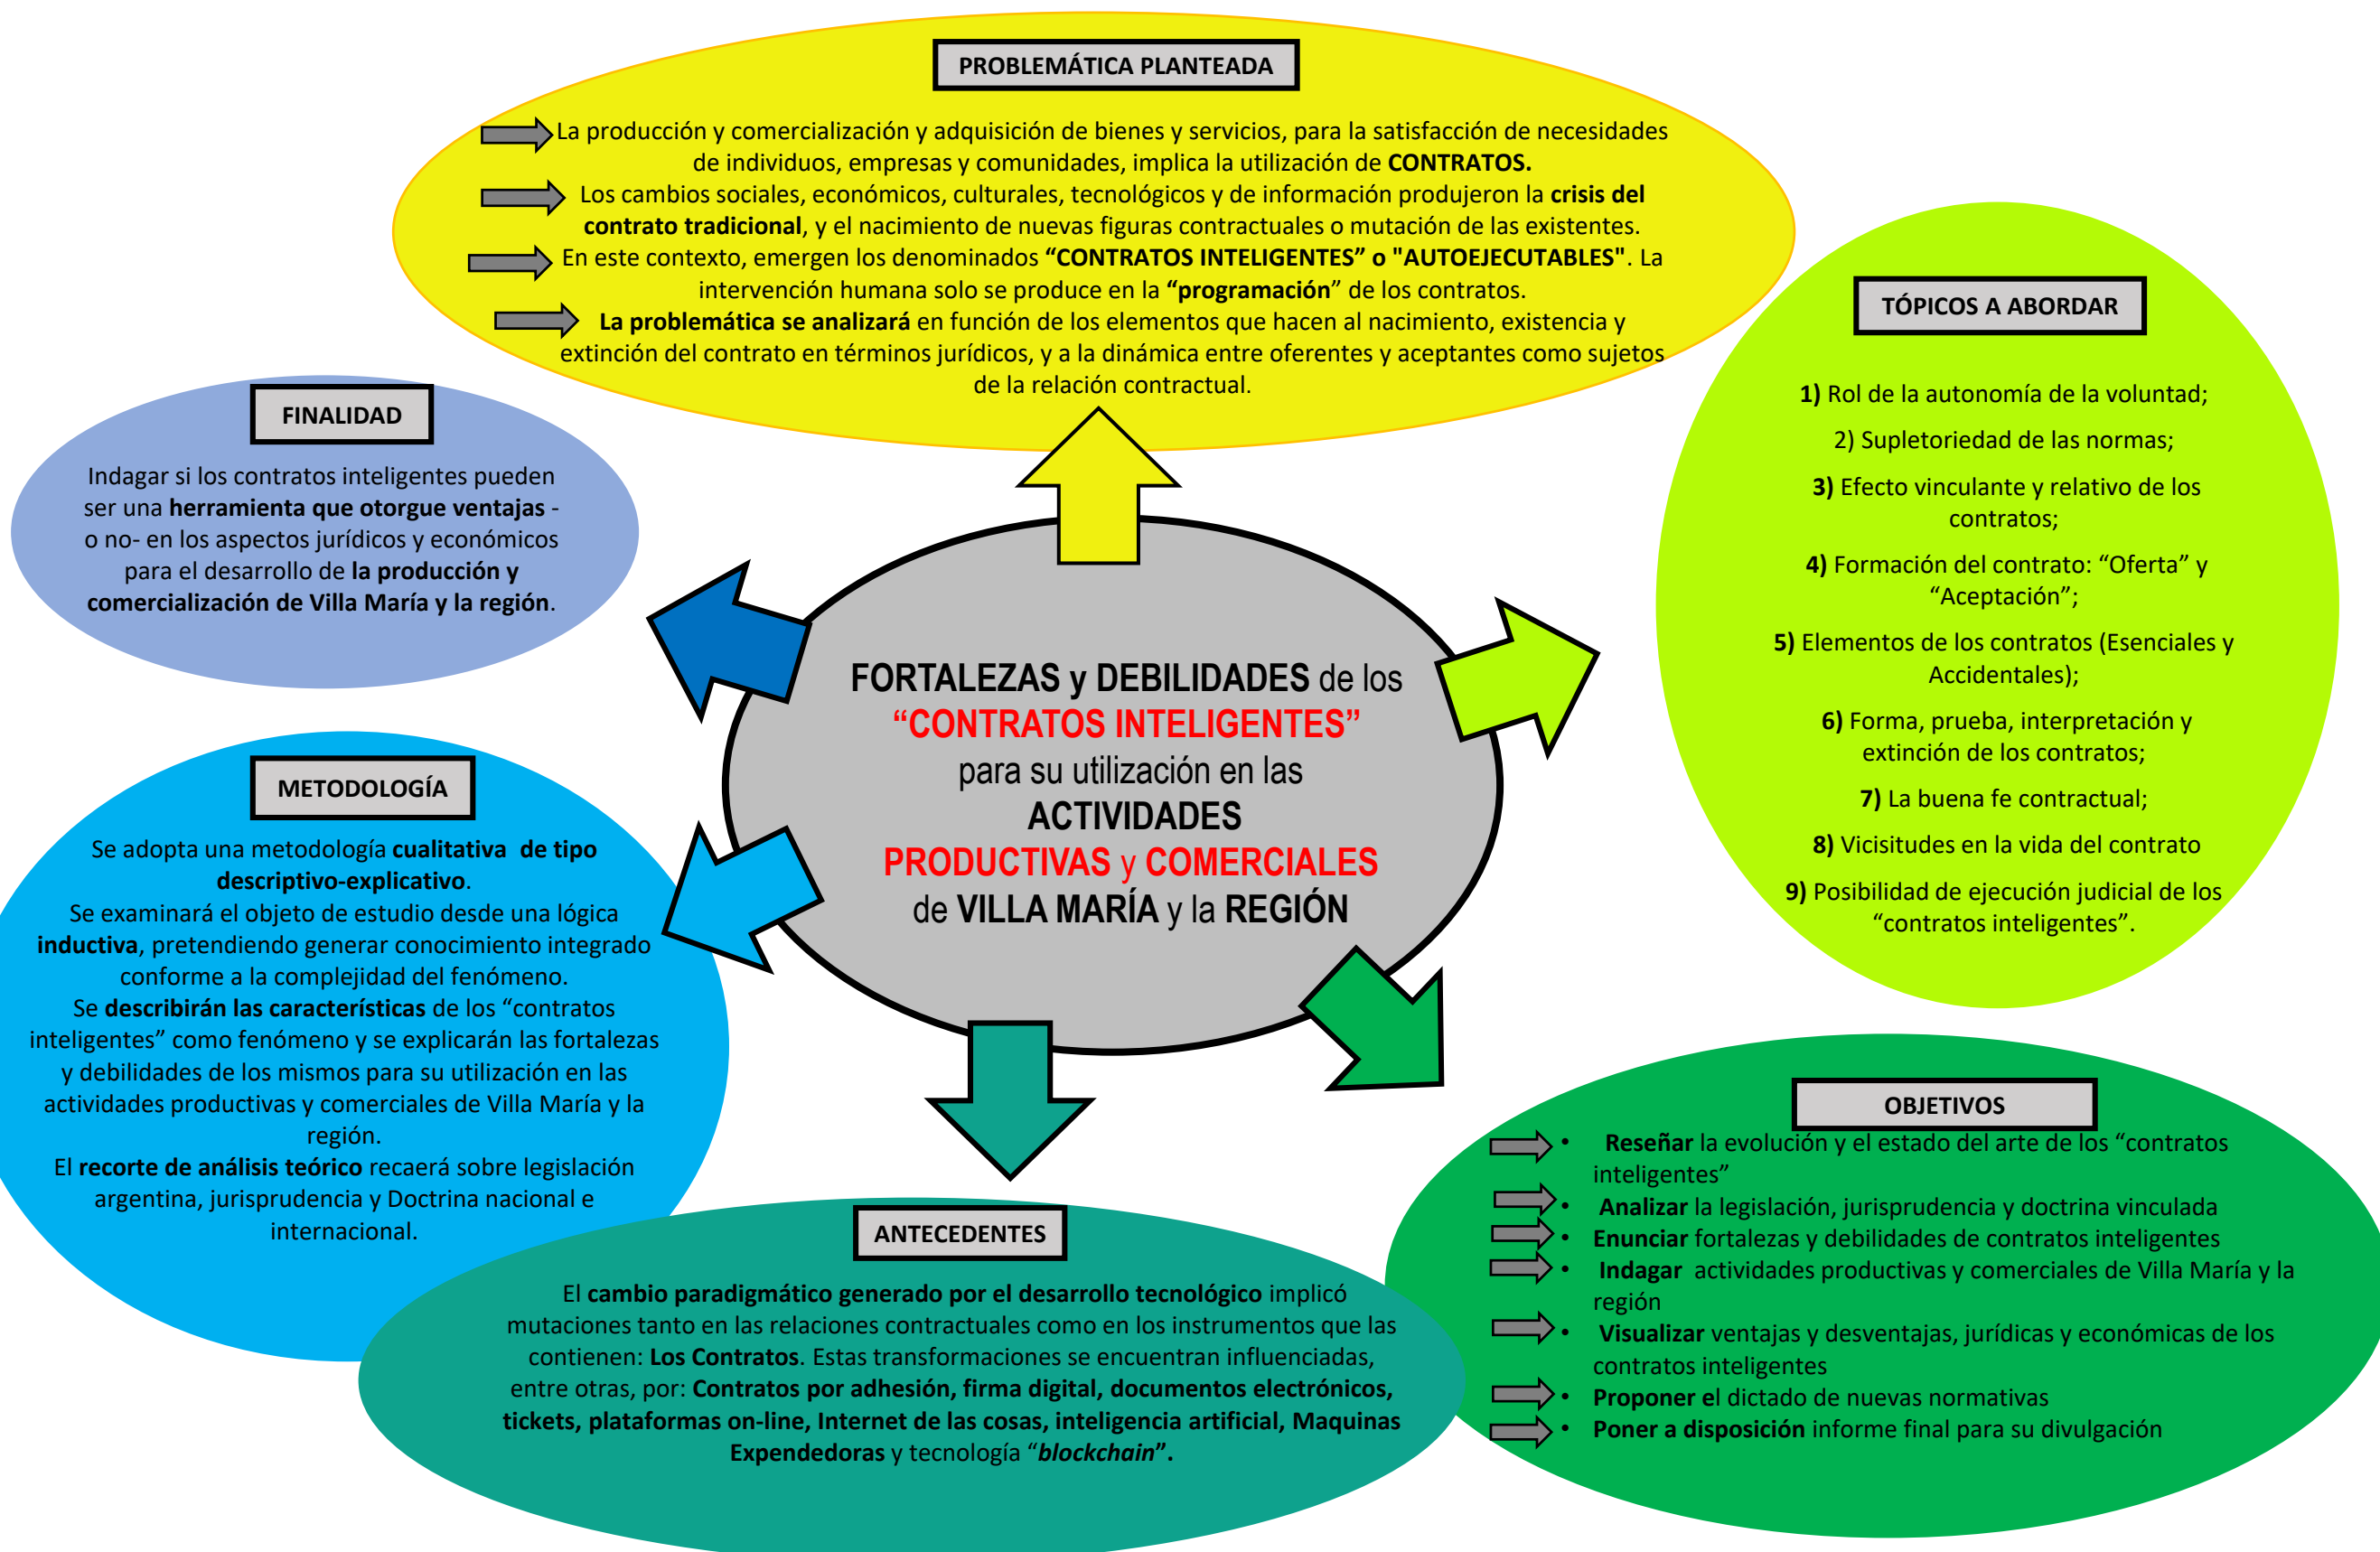 PROBLEMÁTICA PLANTEADA
La producción y comercialización y adquisición de bienes y servicios, para la satisfacción de necesidades
de individuos, empresas y comunidades, implica la utilización de CONTRATOS.
Los cambios sociales, económicos, culturales, tecnológicos y de información produjeron la crisis del
contrato tradicional, y el nacimiento de nuevas figuras contractuales o mutación de las existentes.
En este contexto, emergen los denominados “CONTRATOS INTELIGENTES” o "AUTOEJECUTABLES". La
intervención humana solo se produce en la “programación” de los contratos.
La problemática se analizará en función de los elementos que hacen al nacimiento, existencia y
extinción del contrato en términos jurídicos, y a la dinámica entre oferentes y aceptantes como sujetos
de la relación contractual.
FINALIDAD
Indagar si los contratos inteligentes pueden
ser una herramienta que otorgue ventajas -
o no- en los aspectos jurídicos y económicos
para el desarrollo de la producción y
comercialización de Villa María y la región.
TÓPICOS A ABORDAR
1) Rol de la autonomía de la voluntad;
2) Supletoriedad de las normas;
3) Efecto vinculante y relativo de los
contratos;
4) Formación del contrato: “Oferta” y
“Aceptación”;
5) Elementos de los contratos (Esenciales y
Accidentales);
6) Forma, prueba, interpretación y
extinción de los contratos;
7) La buena fe contractual;
8) Vicisitudes en la vida del contrato
9) Posibilidad de ejecución judicial de los
“contratos inteligentes”.
FORTALEZAS y DEBILIDADES de los
“CONTRATOS INTELIGENTES”
para su utilización en las
ACTIVIDADES
PRODUCTIVAS y COMERCIALES
de VILLA MARÍA y la REGIÓN
METODOLOGÍA
Se adopta una metodología cualitativa de tipo
descriptivo-explicativo.
Se examinará el objeto de estudio desde una lógica
inductiva, pretendiendo generar conocimiento integrado
conforme a la complejidad del fenómeno.
Se describirán las características de los “contratos
inteligentes” como fenómeno y se explicarán las fortalezas
y debilidades de los mismos para su utilización en las
actividades productivas y comerciales de Villa María y la
región.
El recorte de análisis teórico recaerá sobre legislación
argentina, jurisprudencia y Doctrina nacional e
internacional.
ANTECEDENTES
El cambio paradigmático generado por el desarrollo tecnológico implicó
mutaciones tanto en las relaciones contractuales como en los instrumentos que las
contienen: Los Contratos. Estas transformaciones se encuentran influenciadas,
entre otras, por: Contratos por adhesión, firma digital, documentos electrónicos,
tickets, plataformas on-line, Internet de las cosas, inteligencia artificial, Maquinas
Expendedoras y tecnología “blockchain”.
OBJETIVOS
• Reseñar la evolución y el estado del arte de los “contratos
inteligentes”
• Analizar la legislación, jurisprudencia y doctrina vinculada
• Enunciar fortalezas y debilidades de contratos inteligentes
• Indagar actividades productivas y comerciales de Villa María y la
región
• Visualizar ventajas y desventajas, jurídicas y económicas de los
contratos inteligentes
• Proponer el dictado de nuevas normativas
• Poner a disposición informe final para su divulgación